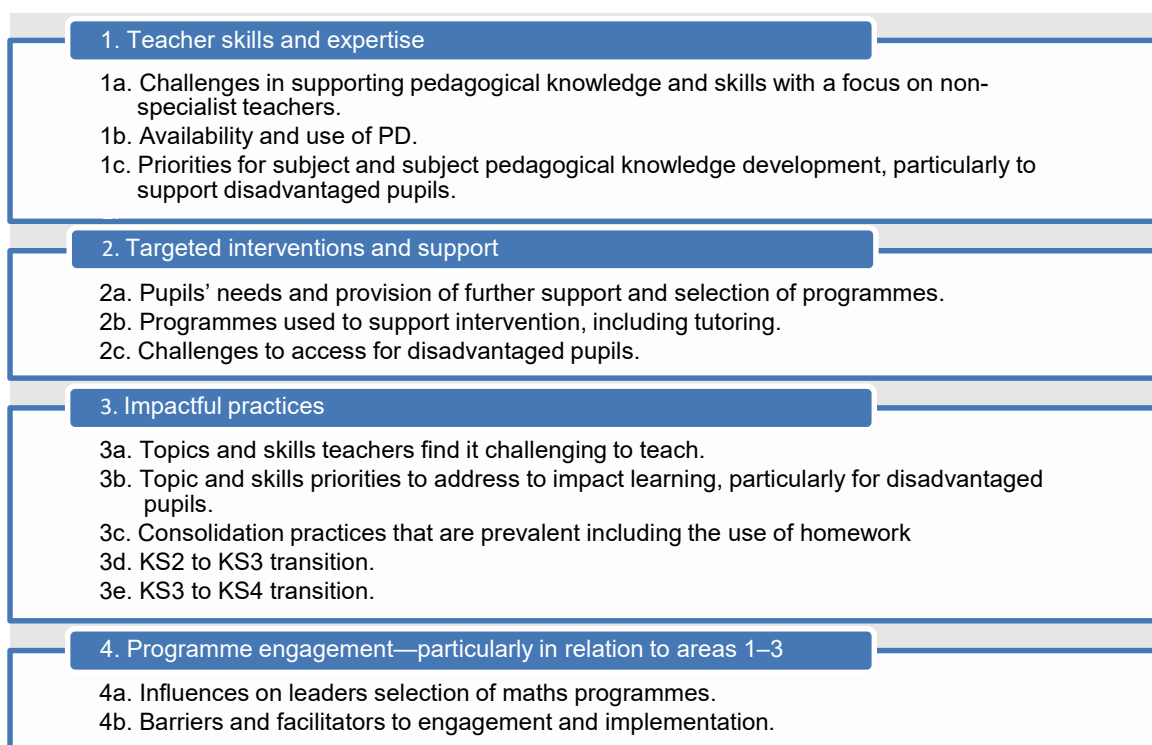 1. Teacher skills and expertise
1a. Challenges in supporting pedagogical knowledge and skills with a focus on non-
specialist teachers.
1b. Availability and use of PD.
1c. Priorities for subject and subject pedagogical knowledge development, particularly to
support disadvantaged pupils.
2. Targeted interventions and support
2a. Pupils’ needs and provision of further support and selection of programmes.
2b. Programmes used to support intervention, including tutoring.
2c. Challenges to access for disadvantaged pupils.
3. Impactful practices
3a. Topics and skills teachers find it challenging to teach.
3b. Topic and skills priorities to address to impact learning, particularly for disadvantaged
pupils.
3c. Consolidation practices that are prevalent including the use of homework
3d. KS2 to KS3 transition.
3e. KS3 to KS4 transition.
4. Programme engagement—particularly in relation to areas 1–3
4a. Influences on leaders selection of maths programmes.
4b. Barriers and facilitators to engagement and implementation.